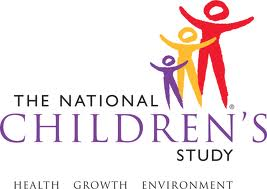 THE NATIONAL
CHILDREN'S
STUDY
HEALTH GROWTH ENVIRONMENT